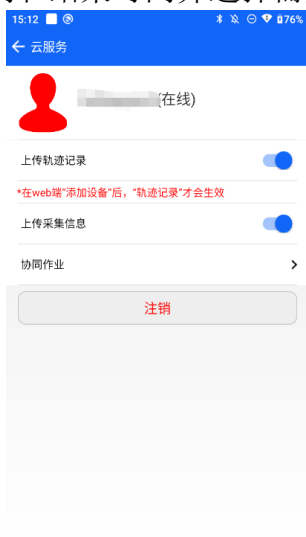 15:12 76%
云服务
(在线)
上传轨迹记录
*在web端“添加设备”后，“轨迹记录”才会生效
上传采集信息
协同作业
注销